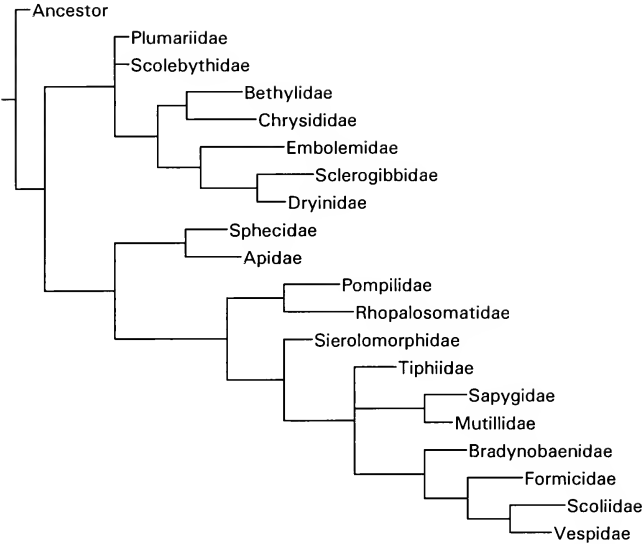 Ancestor
Plumariidae
Scolebythidae
Bethylidae
Chrysididae
Embolemidae
Sclerogibbidae
Dryinidae
Sphecidae
Apidae
Pompilidae
Rhopalosomatidae
Sierolomorphidae
Tiphiidae
Sapygidae
Mutillidae
Bradynobaenidae
Formicidae
Scoliidae
Vespidae